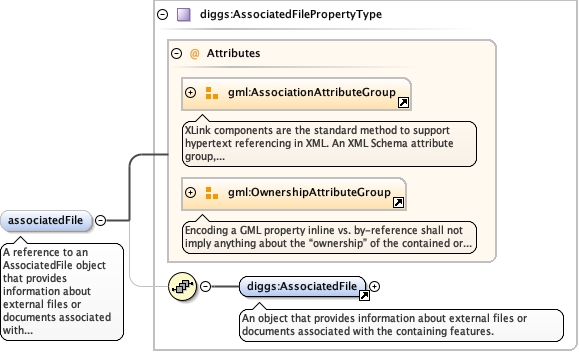 diggs:AssociatedFilePropertyType
@ Attributes
gml:AssociationAttributeGroup
XLink components are the standard method to support
hypertext referencing in XML. An XML Schema attribute
group,...
gml:OwnershipAttributeGroup
Encoding a GML property inline vs. by-reference shall not
imply anything about the “ownership” of the contained or...
associatedFile
A reference to an
AssociatedFile object
that provides
information about
external files or
documents associated
with...
diggs:AssociatedFile
An object that provides information about external files or
documents associated with the containing features.